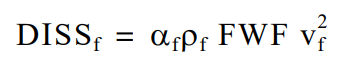 DISS_f = α_f ρ_f FWF v_f^2